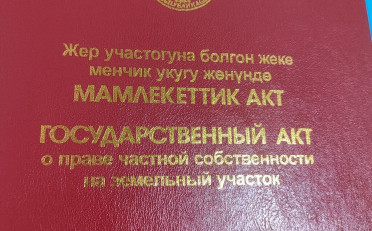 Жер участогуна болгон жеке
менчик укугу жөнүндө
МАМЛЕКЕТТИК АКТ
ГОСУДАРСТВЕННЫЙ АКТ
о праве частной собственности
на земельный участок